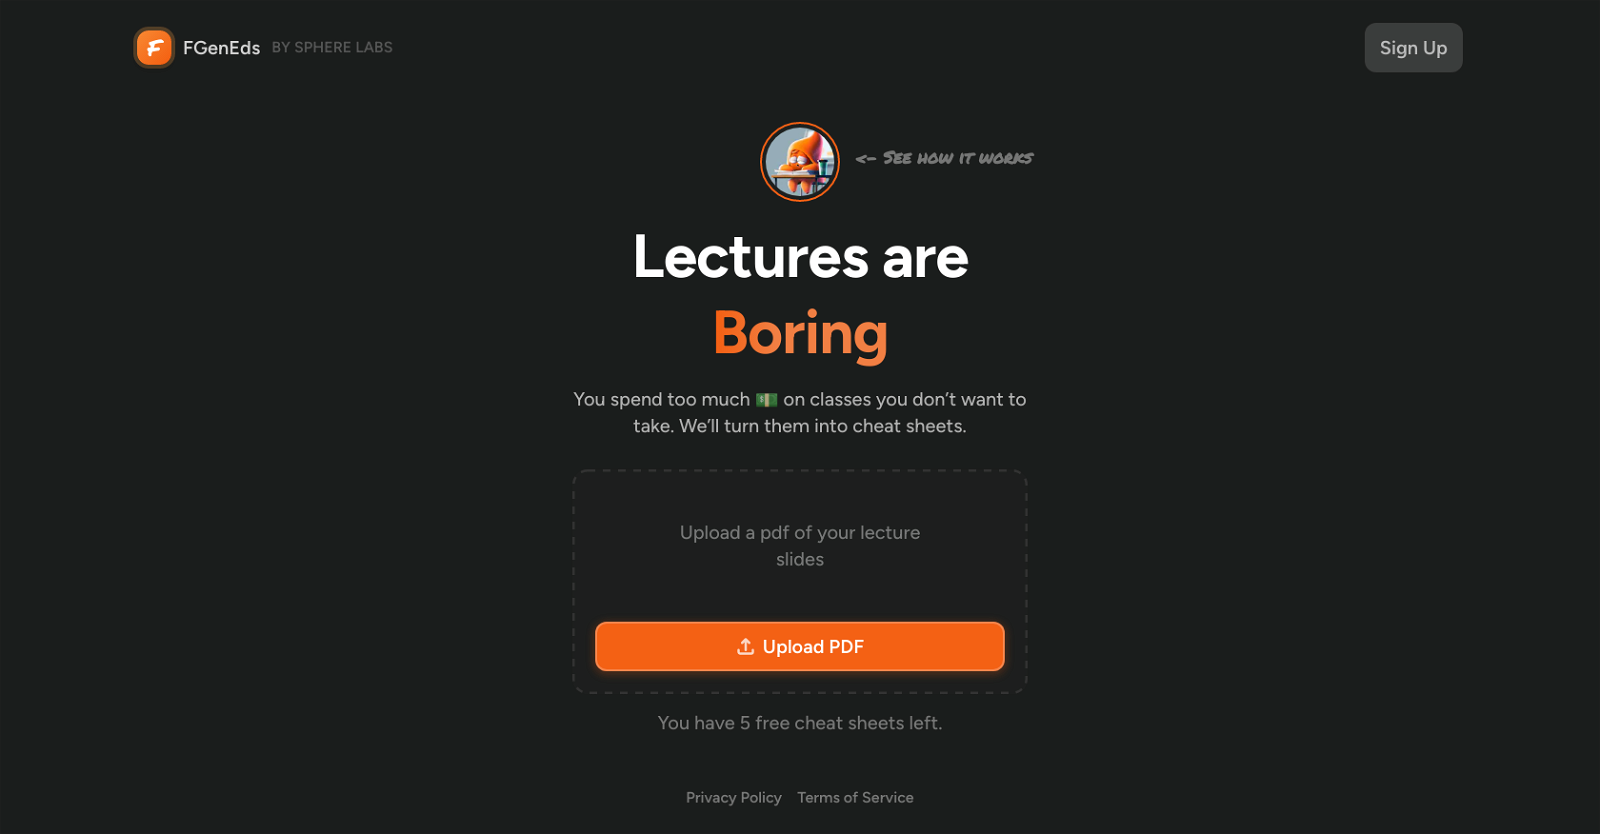 FGenEds BY SPHERE LABS
Sign Up
<- See how it works
Lectures are
Boring
You spend too much 💵 on classes you don’t want to
take. We’ll turn them into cheat sheets.
Upload a pdf of your lecture
slides
Upload PDF
You have 5 free cheat sheets left.
Privacy Policy Terms of Service